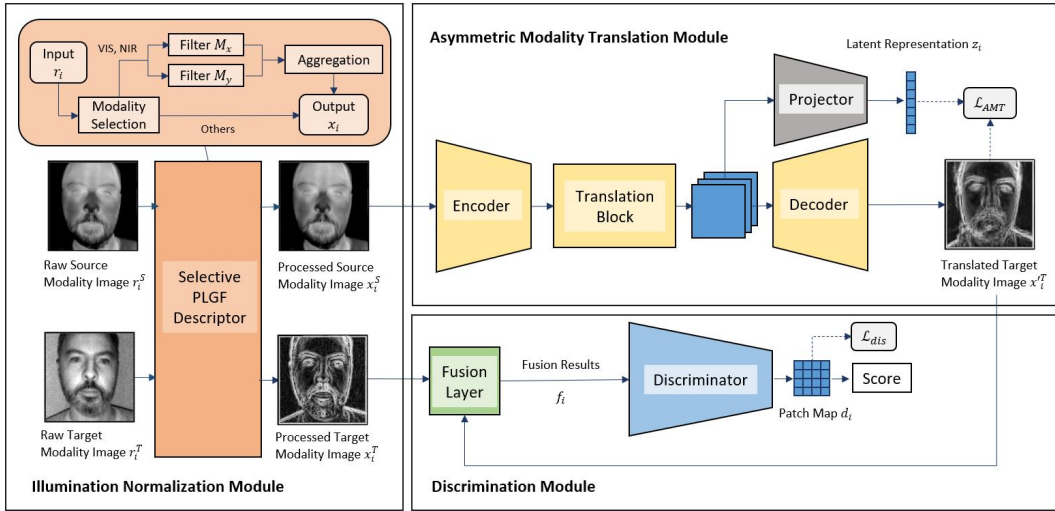 Input
r_i
VIS, NIR
Filter M_x
Filter M_y
Aggregation
Modality
Selection
Output
x_i
Others
Raw Source
Modality Image r_i^S
Processed Source
Modality Image x_i^S
Selective
PLGF
Descriptor
Raw Target
Modality Image r_i^T
Processed Target
Modality Image x_i^T
Illumination Normalization Module
Asymmetric Modality Translation Module
Latent Representation z_i
Projector
ℒ_AMT
Encoder
Translation
Block
Decoder
Translated Target
Modality Image x'_i^T
Fusion
Layer
Fusion Results
f_i
Discriminator
ℒ_dis
Score
Patch Map d_i
Discrimination Module